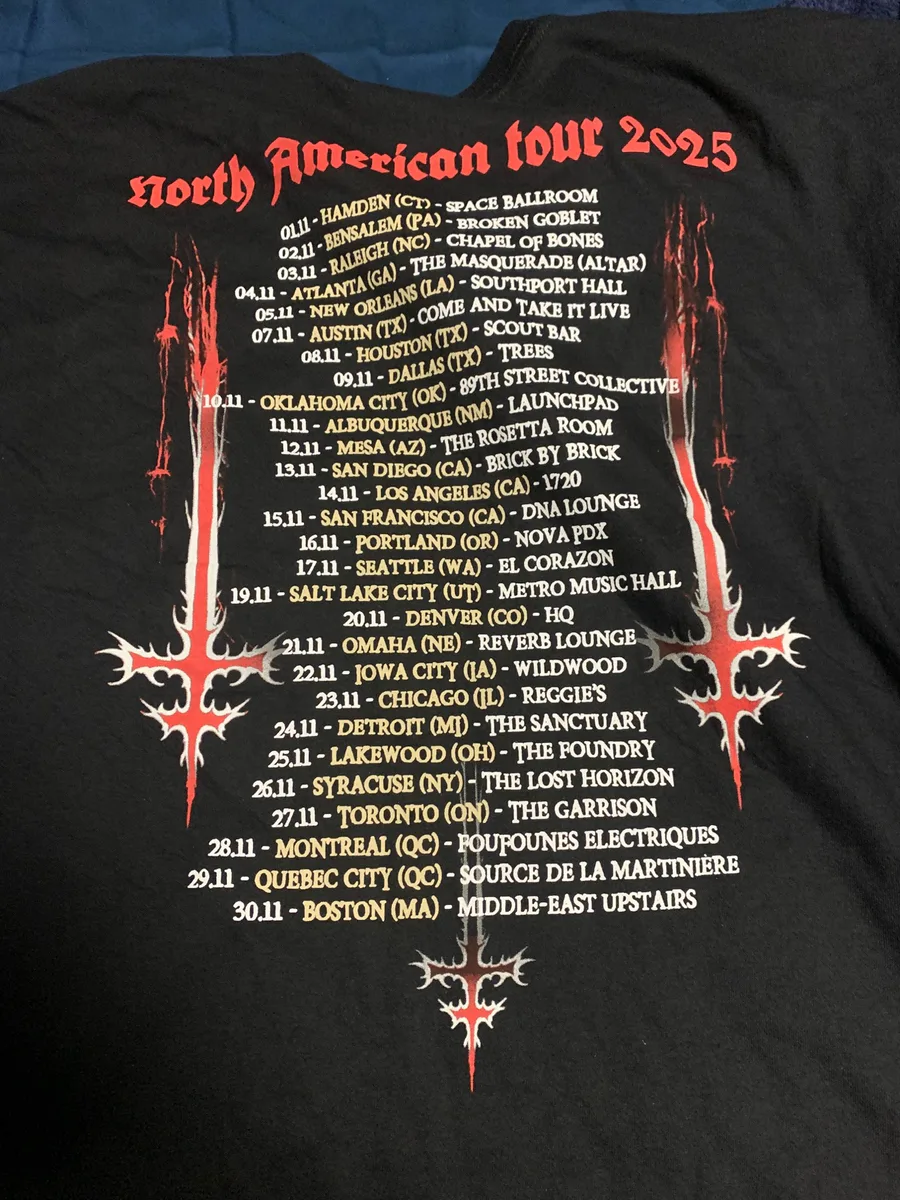 North American tour 2025
01.11 - HAMDEN (CT) - SPACE BALLROOM
02.11 - BENSALEM (PA) - BROKEN GOBLET
03.11 - RALEIGH (NC) - CHAPEL OF BONES
04.11 - ATLANTA (GA) - THE MASQUERADE (ALTAR)
05.11 - NEW ORLEANS (LA) - SOUTHPORT HALL
07.11 - AUSTIN (TX) - COME AND TAKE IT LIVE
08.11 - HOUSTON (TX) - SCOUT BAR
09.11 - DALLAS (TX) - TREES
10.11 - OKLAHOMA CITY (OK) - 89TH STREET COLLECTIVE
11.11 - ALBUQUERQUE (NM) - LAUNCHPAD
12.11 - MESA (AZ) - THE ROSETTA ROOM
13.11 - SAN DIEGO (CA) - BRICK BY BRICK
14.11 - LOS ANGELES (CA) - 1720
15.11 - SAN FRANCISCO (CA) - DNA LOUNGE
16.11 - PORTLAND (OR) - NOVA PDX
17.11 - SEATTLE (WA) - EL CORAZON
19.11 - SALT LAKE CITY (UT) - METRO MUSIC HALL
20.11 - DENVER (CO) - HQ
21.11 - OMAHA (NE) - REVERB LOUNGE
22.11 - IOWA CITY (IA) - WILDWOOD
23.11 - CHICAGO (IL) - REGGIE'S
24.11 - DETROIT (MI) - THE SANCTUARY
25.11 - LAKEWOOD (OH) - THE FOUNDRY
26.11 - SYRACUSE (NY) - THE LOST HORIZON
27.11 - TORONTO (ON) - THE GARRISON
28.11 - MONTREAL (QC) - FOUFOUNES ELECTRIQUES
29.11 - QUEBEC CITY (QC) - SOURCE DE LA MARTINIÈRE
30.11 - BOSTON (MA) - MIDDLE-EAST UPSTAIRS